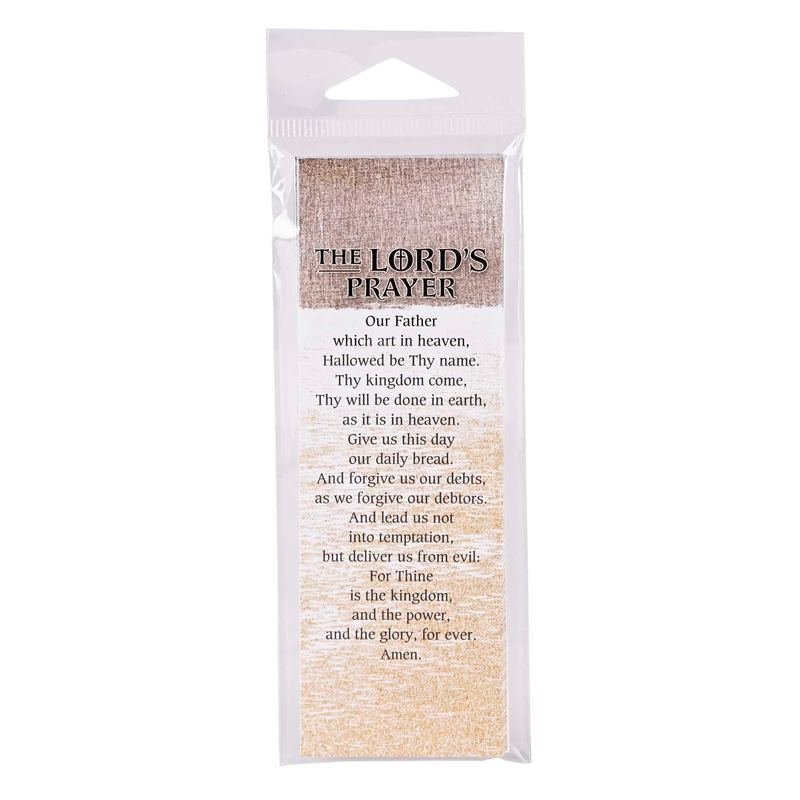 THE LORD'S
PRAYER
Our Father
which art in heaven,
Hallowed be Thy name.
Thy kingdom come,
Thy will be done in earth,
as it is in heaven.
Give us this day
our daily bread.
And forgive us our debts,
as we forgive our debtors.
And lead us not
into temptation,
but deliver us from evil:
For Thine
is the kingdom,
and the power,
and the glory, for ever.
Amen.